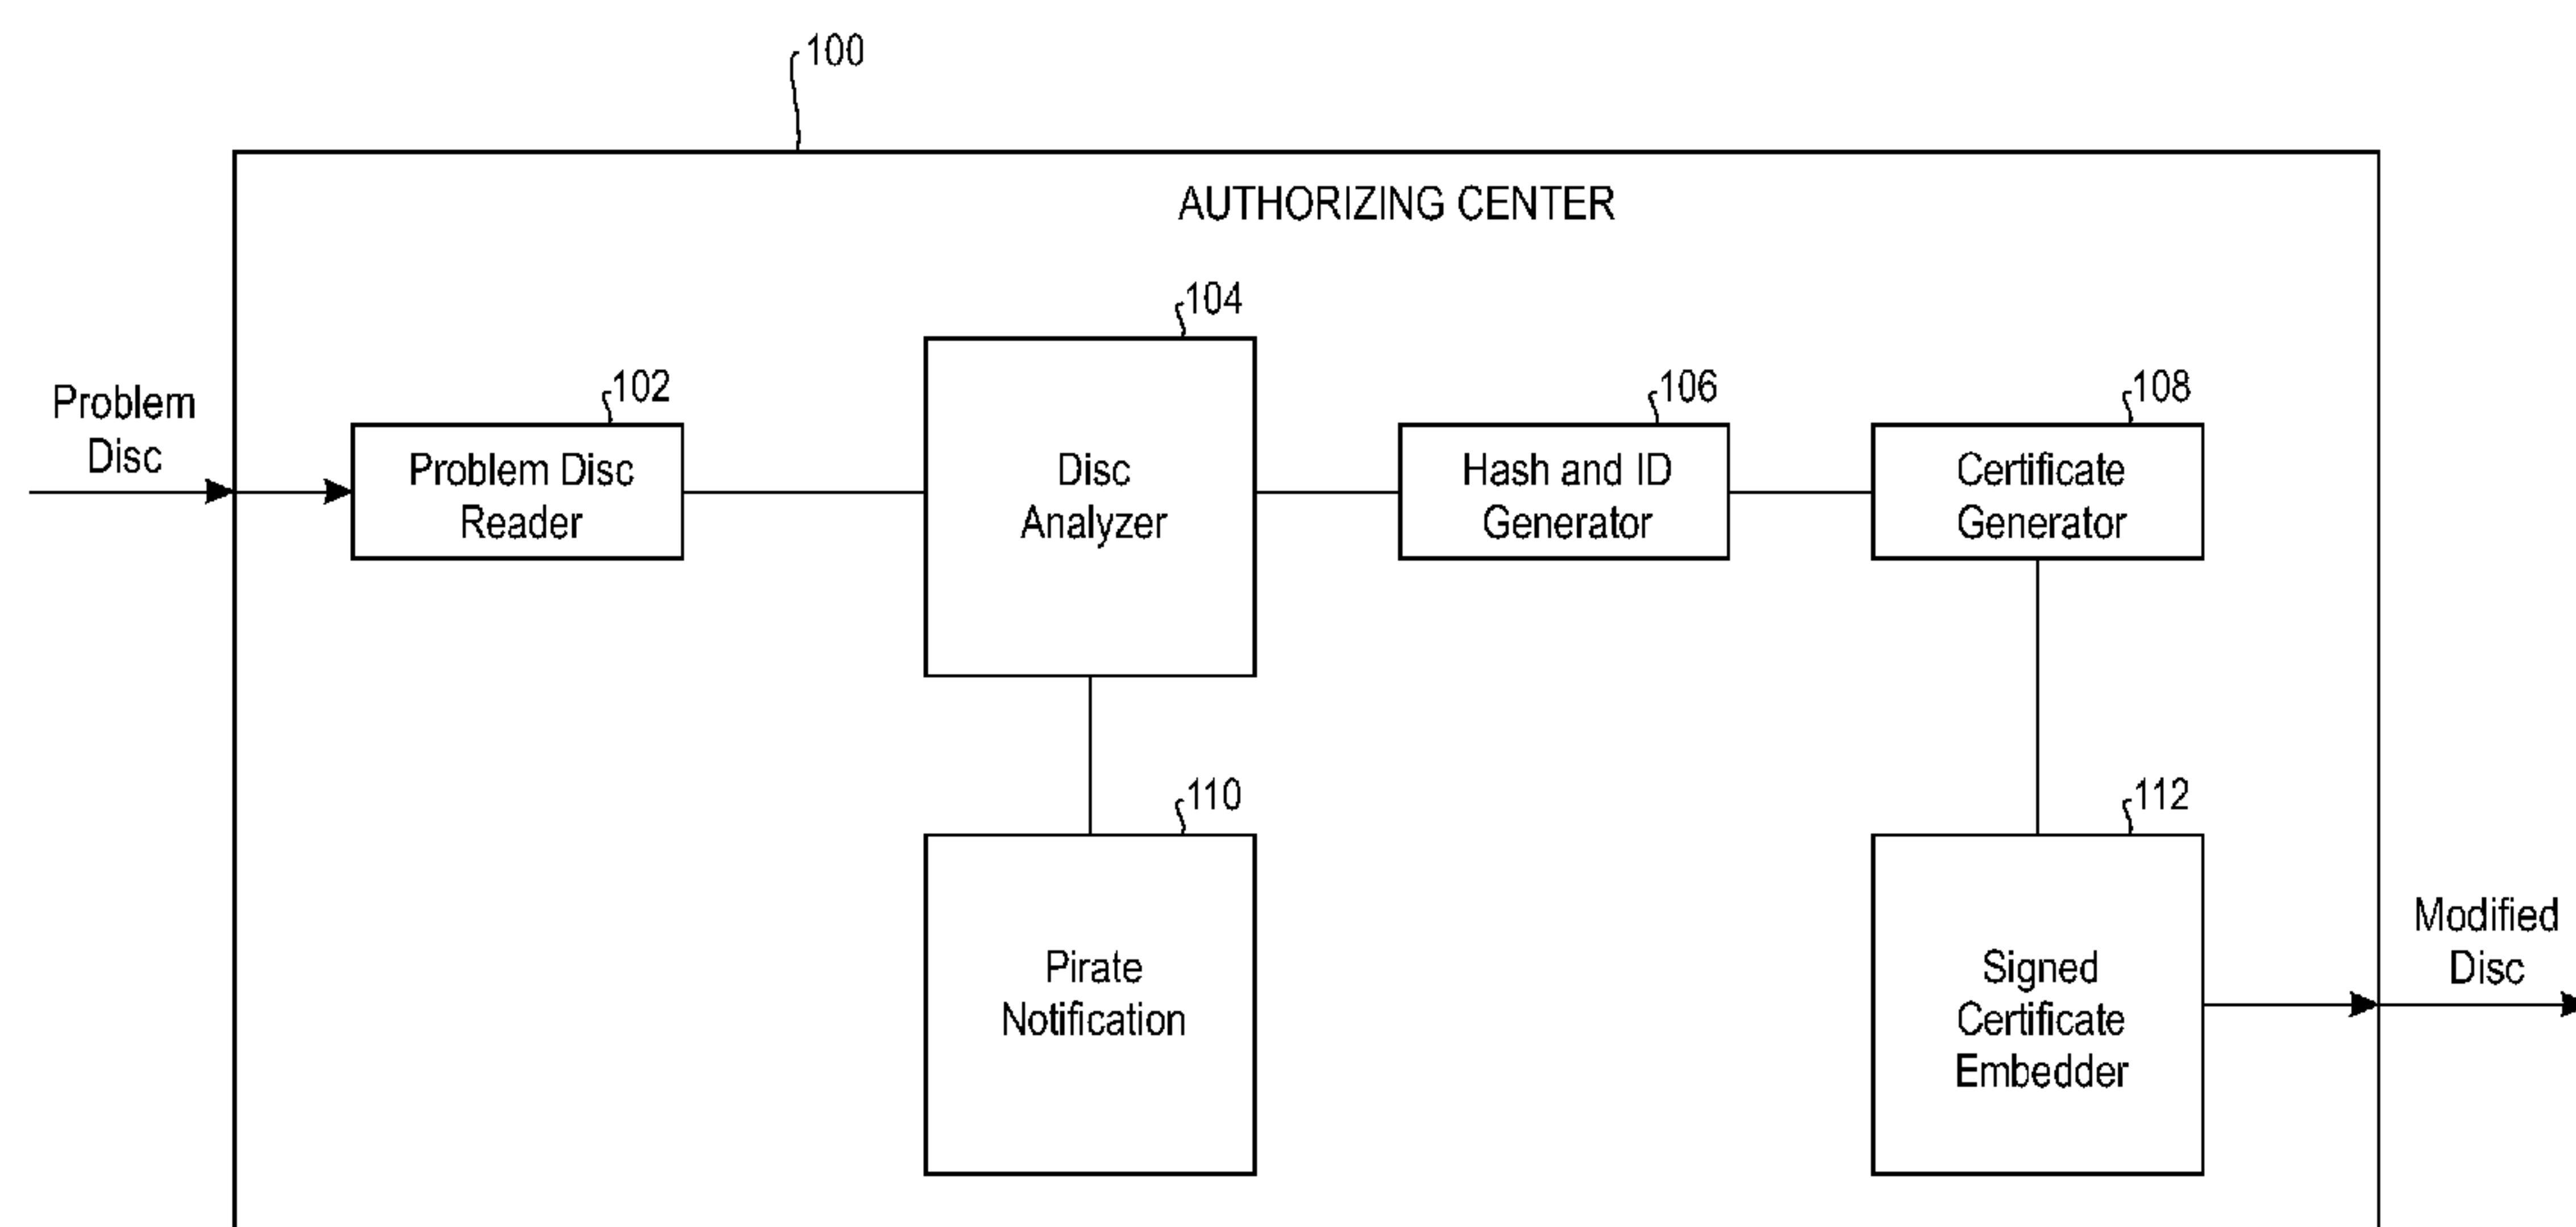 100
AUTHORIZING CENTER
104
Problem
Disc
102
106
108
Problem Disc
Reader
Disc
Analyzer
Hash and ID
Generator
Certificate
Generator
110
112
Pirate
Notification
Signed
Certificate
Embedder
Modified
Disc